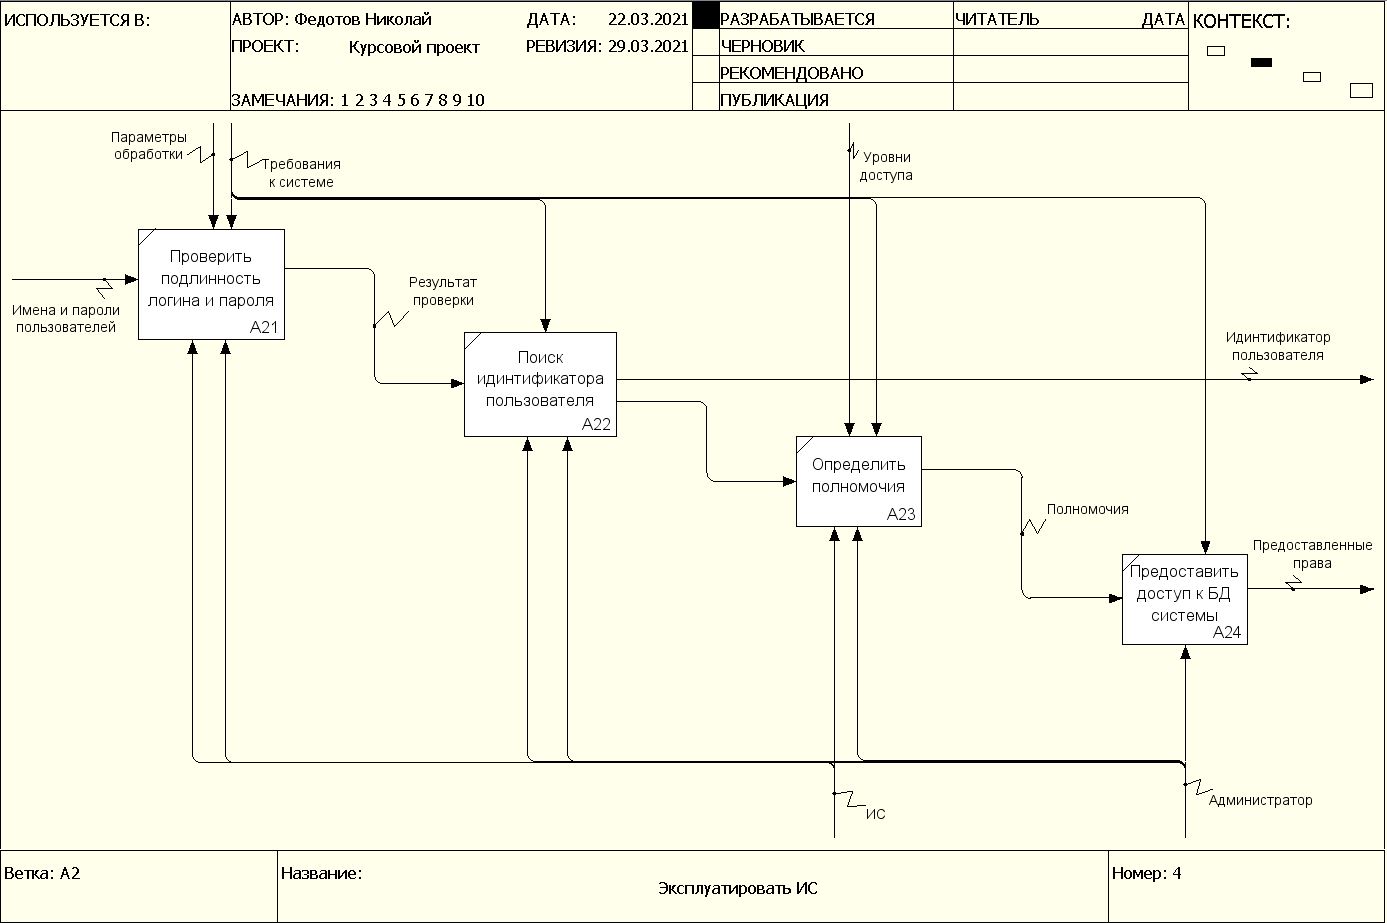 ИСПОЛЬЗУЕТСЯ В:
АВТОР: Федотов Николай
ДАТА: 22.03.2021
ПРОЕКТ: Курсовой проект
РЕВИЗИЯ: 29.03.2021
ЗАМЕЧАНИЯ: 1 2 3 4 5 6 7 8 9 10
РАЗРАБАТЫВАЕТСЯ
ЧЕРНОВИК
РЕКОМЕНДОВАНО
ПУБЛИКАЦИЯ
ЧИТАТЕЛЬ
ДАТА
КОНТЕКСТ:
Параметры
обработки
Требования
к системе
Уровни
доступа
Проверить
подлинность
логина и пароля
A21
Имена и пароли
пользователей
Результат
проверки
Поиск
идинтификатора
пользователя
A22
Идинтификатор
пользователя
Определить
полномочия
A23
Полномочия
Предоставить
доступ к БД
системы
A24
Предоставленные
права
ИС
Администратор
Ветка: A2
Название:
Эксплуатировать ИС
Номер: 4